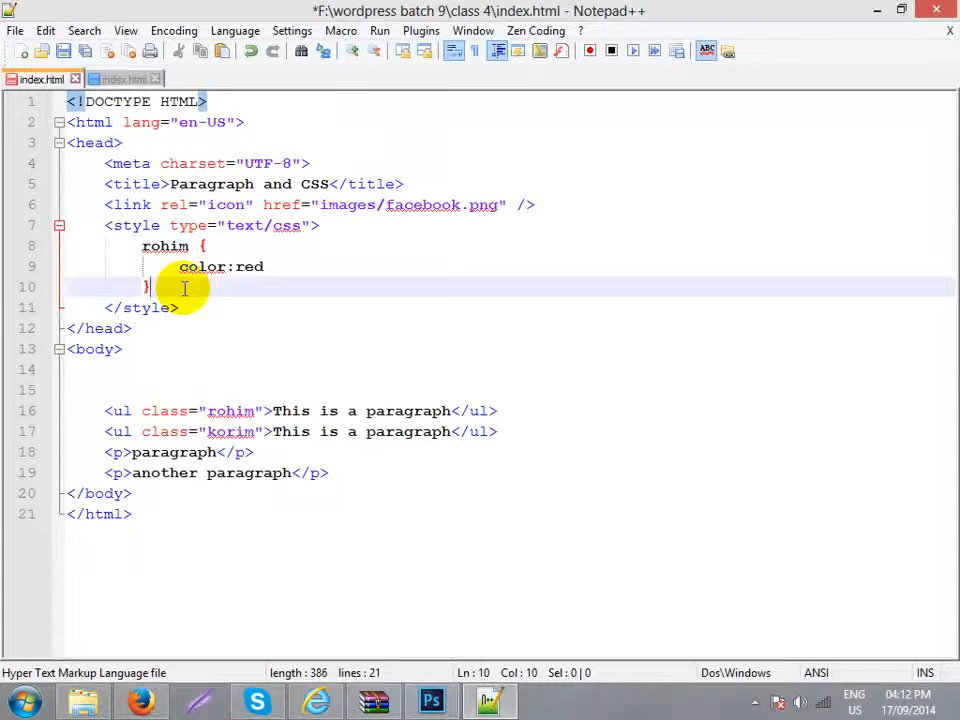 *F:\wordpress batch 9\class 4\index.html - Notepad++
File Edit Search View Encoding Language Settings Macro Run Plugins Window Zen Coding ? X
ABC
index.html index.html
1 <!DOCTYPE HTML>
2 <html lang="en-US">
3 <head>
4 <meta charset="UTF-8">
5 <title>Paragraph and CSS</title>
6 <link rel="icon" href="images/facebook.png" />
7 <style type="text/css">
8 rohim {
9 color:red
10 }
11 </style>
12 </head>
13 <body>
14
15
16 <ul class="rohim">This is a paragraph</ul>
17 <ul class="korim">This is a paragraph</ul>
18 <p>paragraph</p>
19 <p>another paragraph</p>
20 </body>
21 </html>
Hyper Text Markup Language file length : 386 lines : 21 Ln : 10 Col : 10 Sel : 0 | 0 Dos\Windows ANSI INS
Ps
ENG 04:12 PM
US 17/09/2014